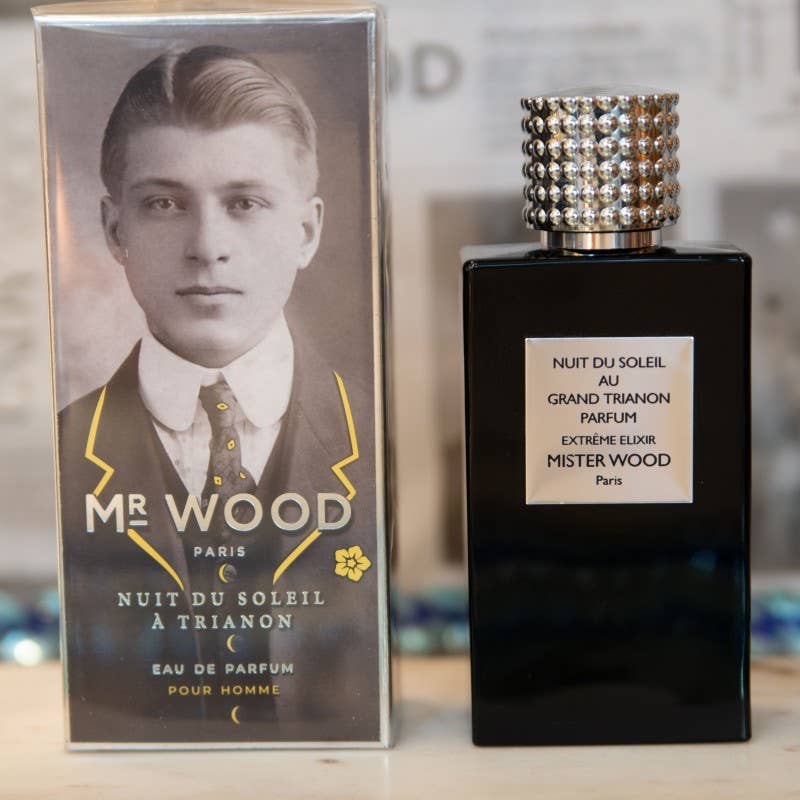 MR WOOD
PARIS
NUIT DU SOLEIL
À TRIANON
EAU DE PARFUM
POUR HOMME
NUIT DU SOLEIL
AU
GRAND TRIANON
PARFUM
EXTRÊME ELIXIR
MISTER WOOD
Paris